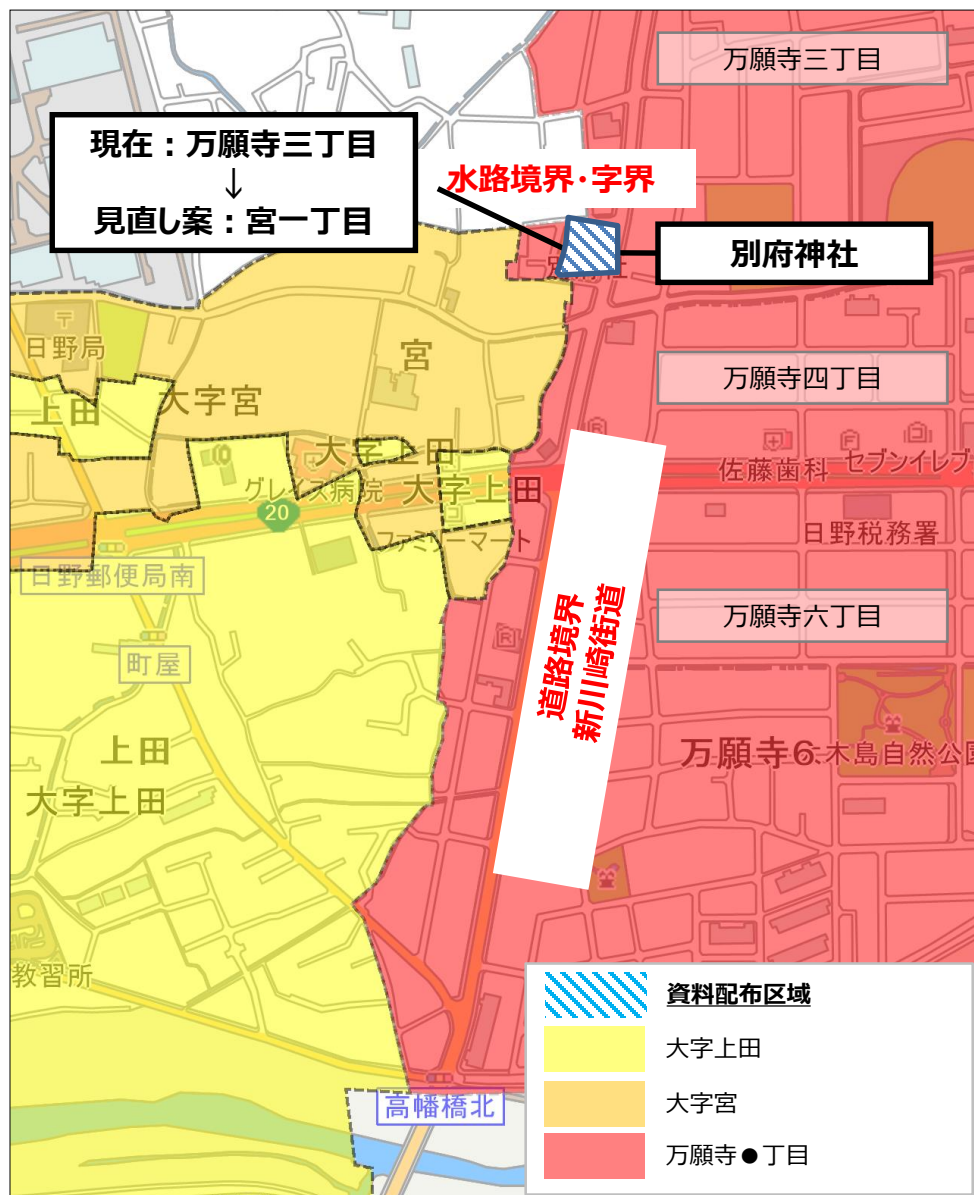 万願寺三丁目
現在：万願寺三丁目
↓
見直し案：宮一丁目
水路境界・字界
別府神社
日野局
宮
万願寺四丁目
上田
大字宮
大字上田
グレイス病院
大字上田
佐藤歯科
セブンイレブ
20
ファミリーマート
日野税務署
日野郵便局南
道路境界
新川崎街道
万願寺六丁目
町屋
上田
万願寺6
木島自然公園
大字上田
教習所
高幡橋北
資料配布区域
大字上田
大字宮
万願寺●丁目